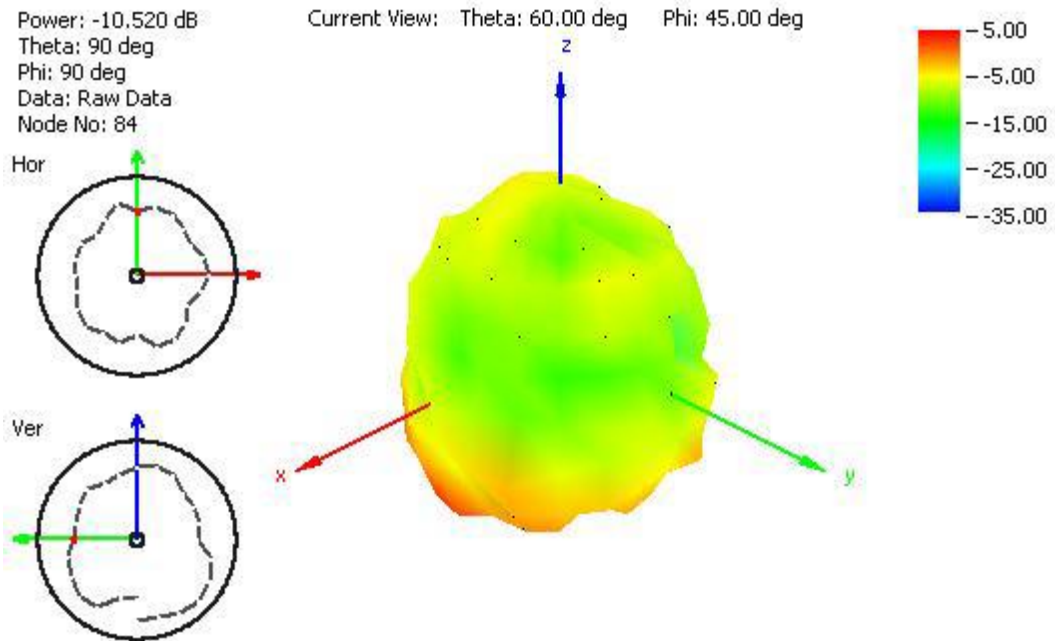 Power: -10.520 dB
Theta: 90 deg
Phi: 90 deg
Data: Raw Data
Node No: 84
Current View: Theta: 60.00 deg Phi: 45.00 deg
Hor
Ver
z
x
y
5.00
-5.00
-15.00
-25.00
-35.00